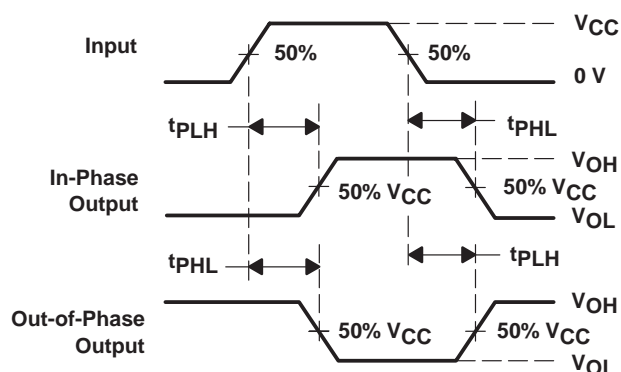 VCC
Input
50%
50%
0 V
tPLH
tPHL
VOH
In-Phase
Output
50% VCC
50% VCC
VOL
tPHL
tPLH
VOH
Out-of-Phase
Output
50% VCC
50% VCC
VOL